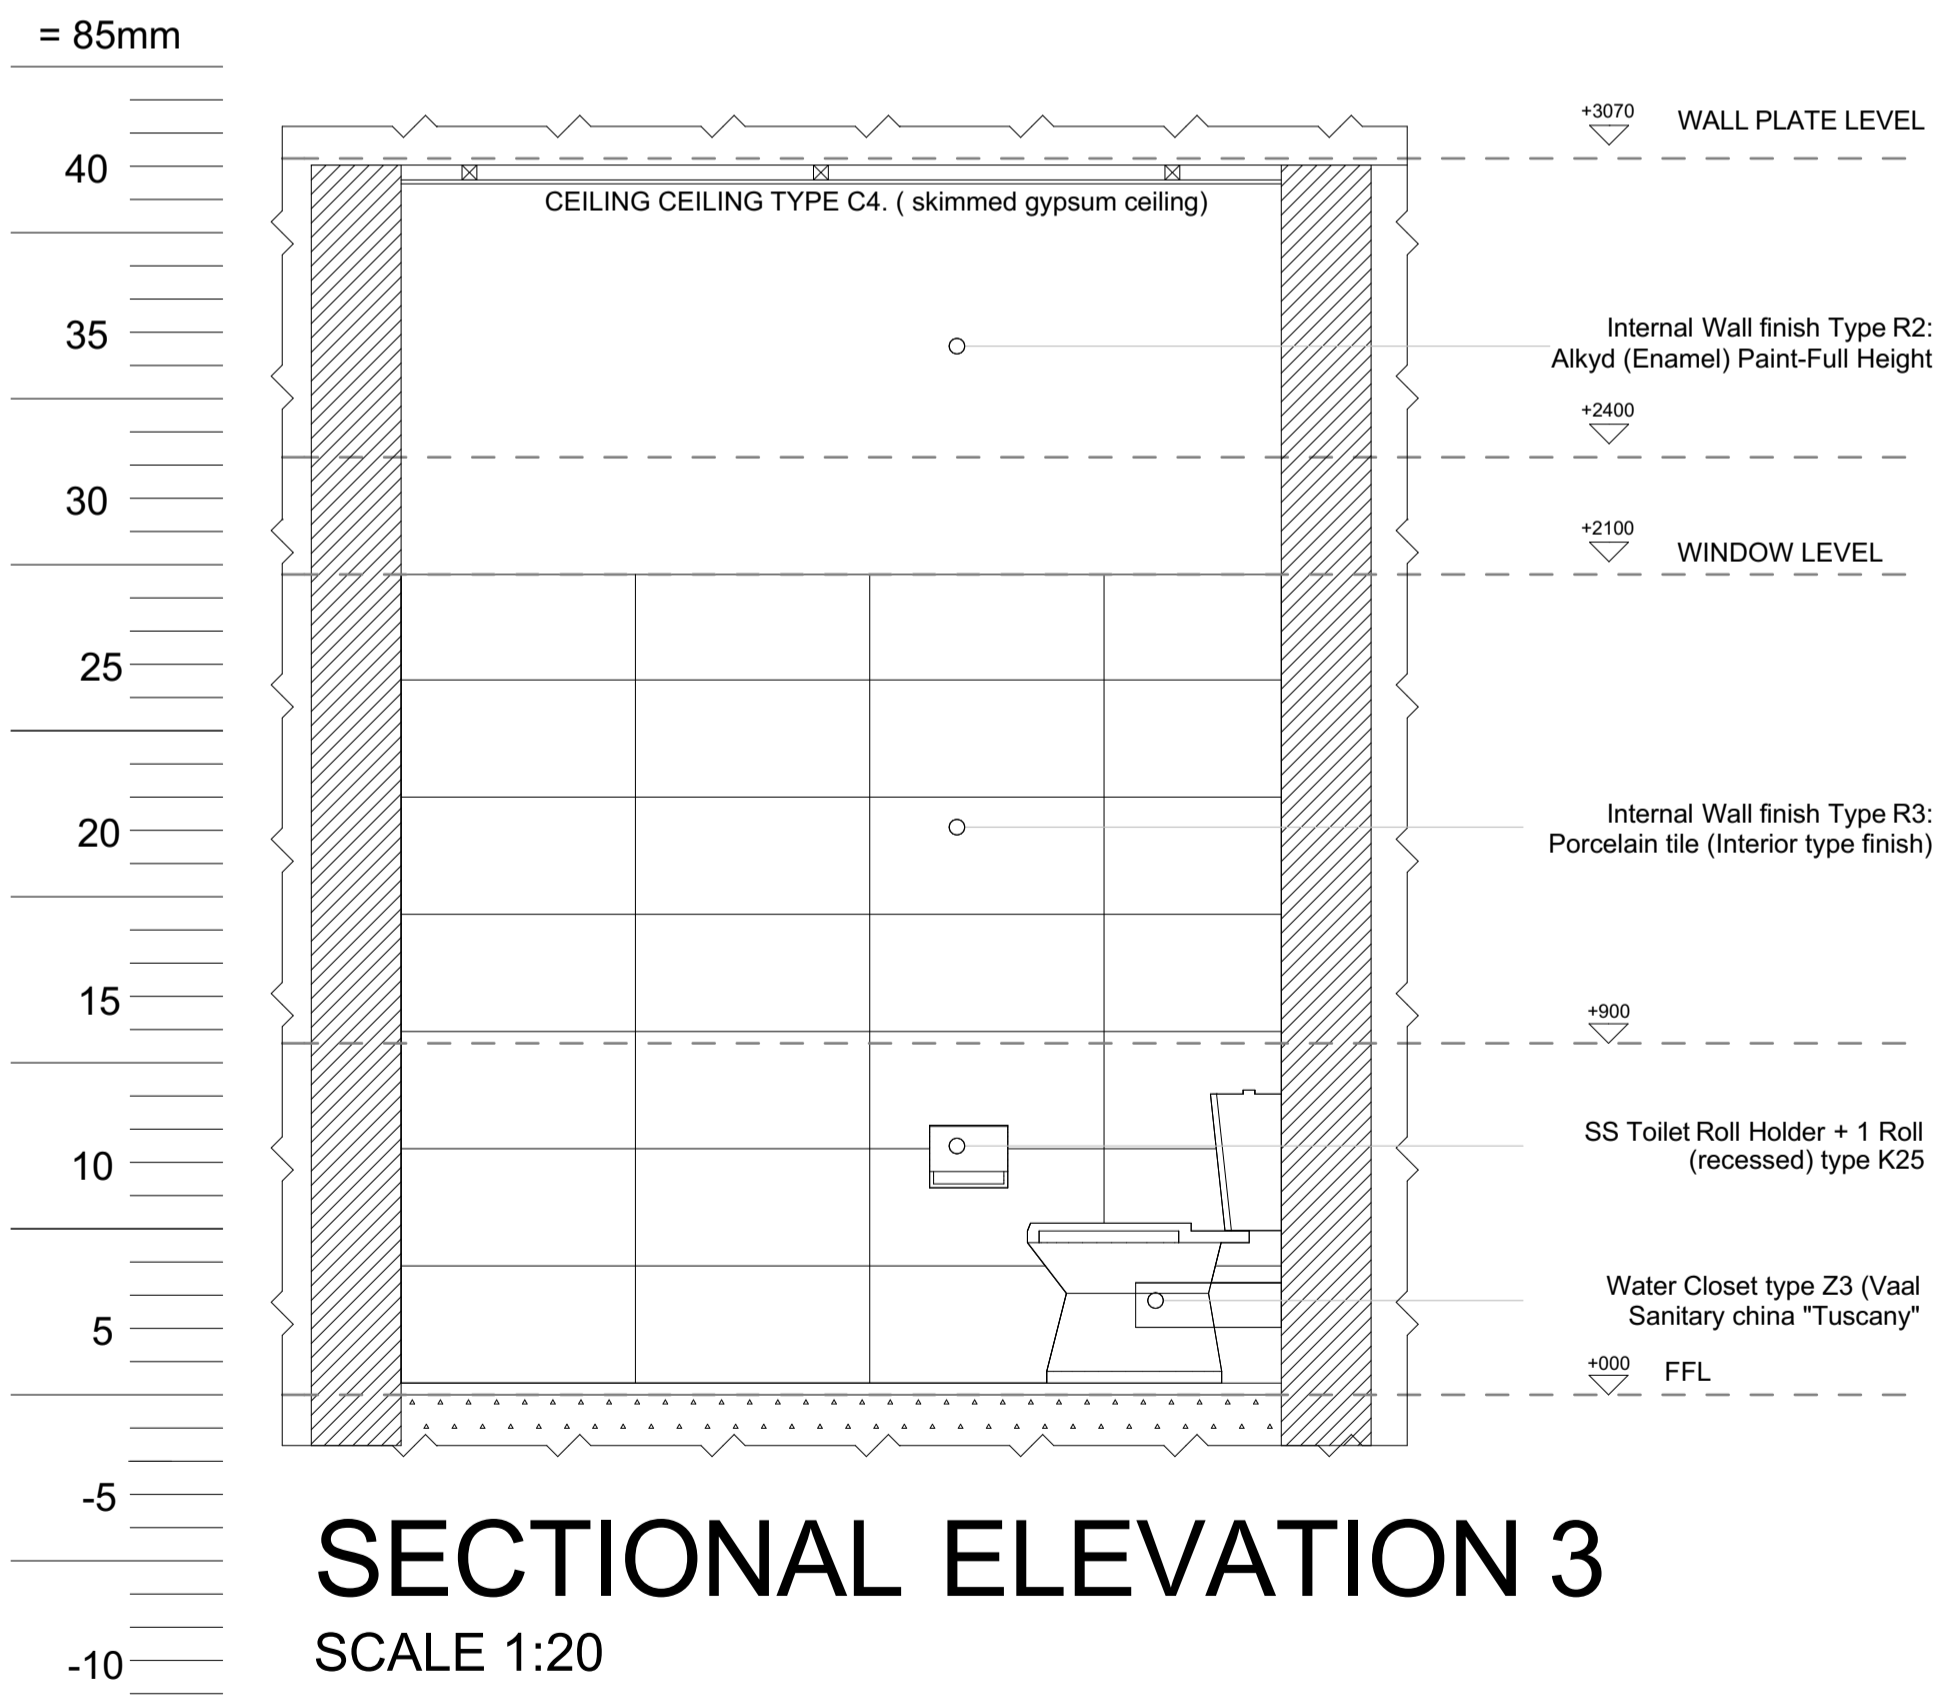 = 85mm
+3070
WALL PLATE LEVEL
40
CEILING CEILING TYPE C4. ( skimmed gypsum ceiling)
35
Internal Wall finish Type R2:
Alkyd (Enamel) Paint-Full Height
+2400
30
+2100
WINDOW LEVEL
25
20
Internal Wall finish Type R3:
Porcelain tile (Interior type finish)
15
+900
10
SS Toilet Roll Holder + 1 Roll
(recessed) type K25
5
Water Closet type Z3 (Vaal
Sanitary china "Tuscany"
+000
FFL
-5
SECTIONAL ELEVATION 3
SCALE 1:20
-10